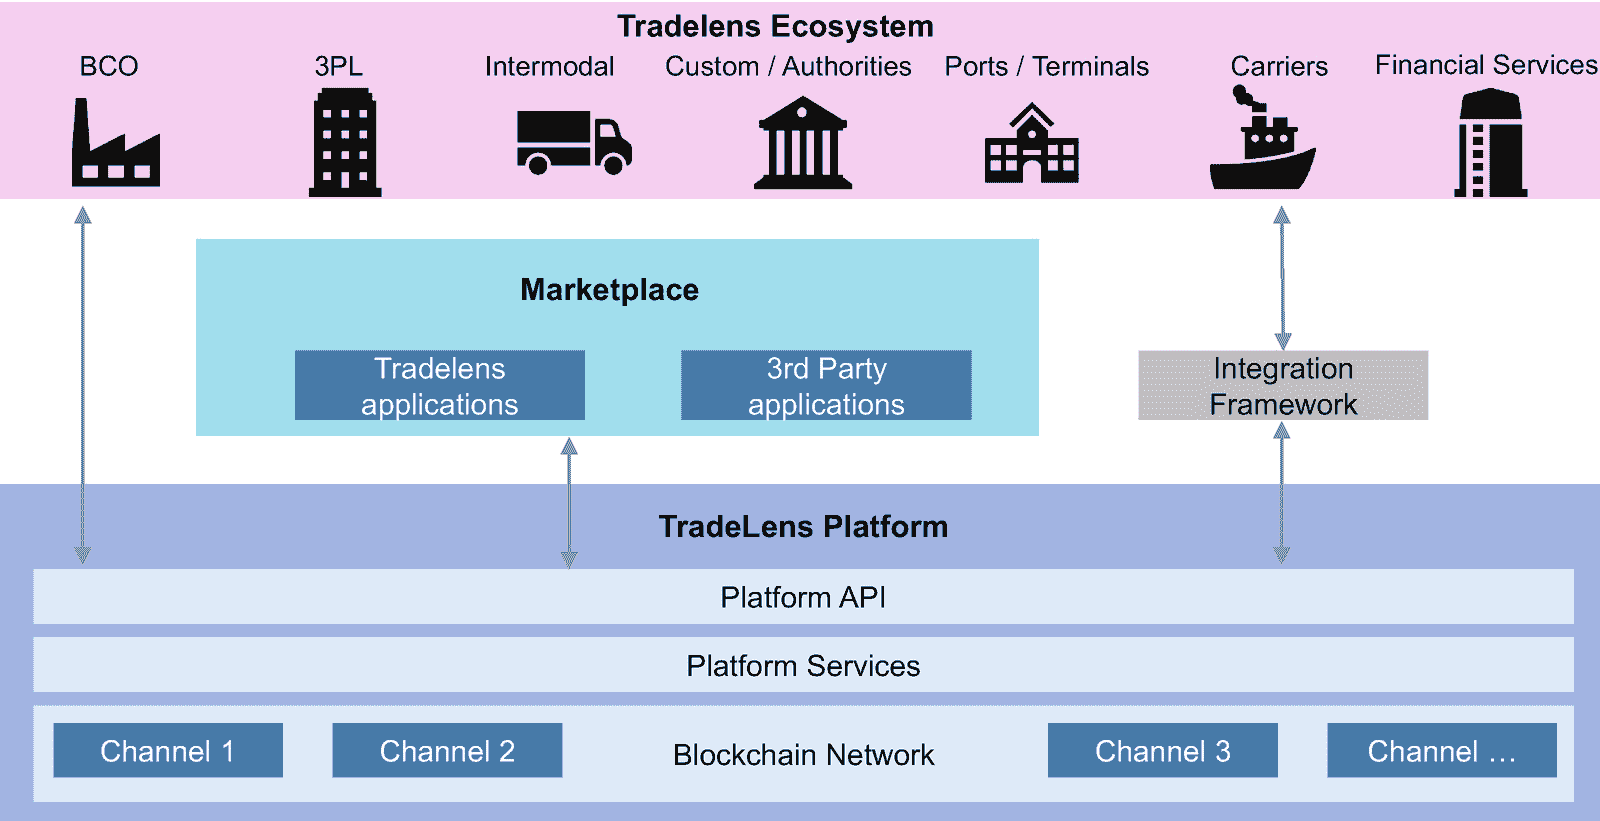 Tradelens Ecosystem
BCO
3PL
Intermodal
Custom / Authorities
Ports / Terminals
Carriers
Financial Services
Marketplace
Tradelens
applications
3rd Party
applications
Integration
Framework
TradeLens Platform
Platform API
Platform Services
Channel 1
Channel 2
Blockchain Network
Channel 3
Channel ...